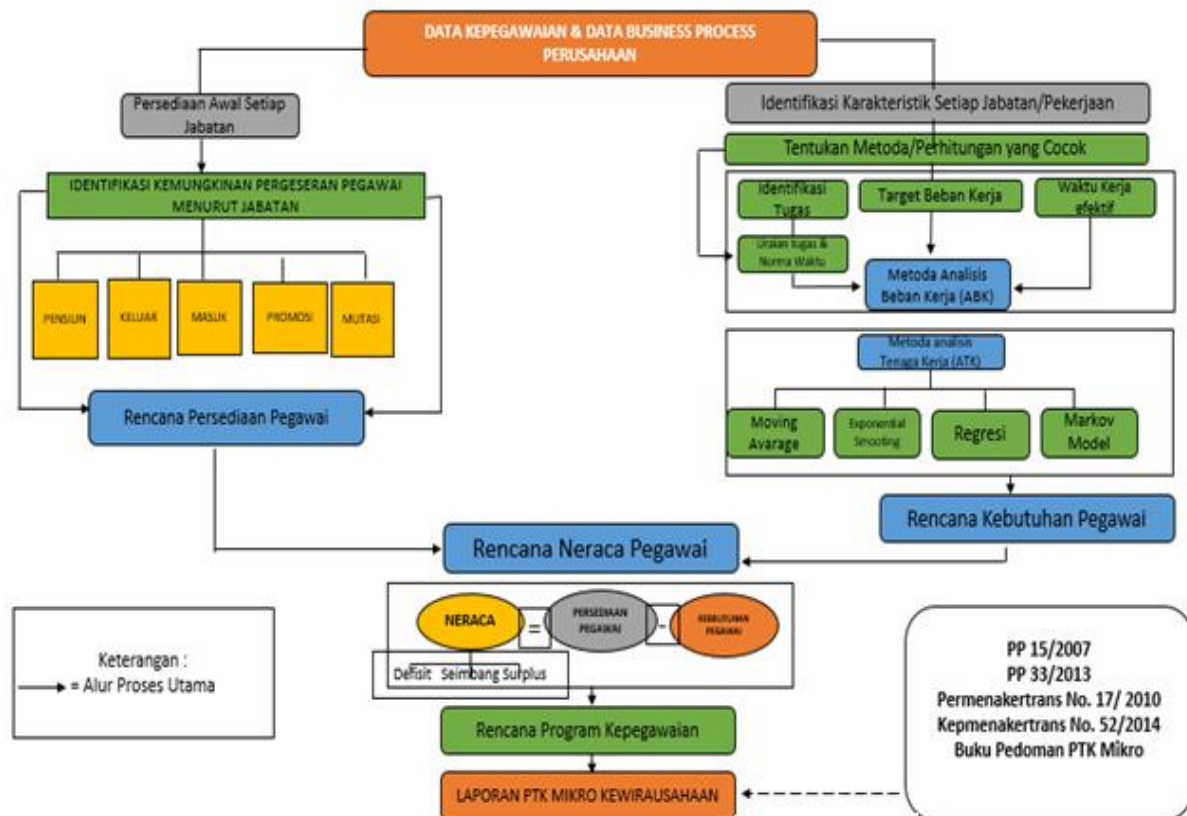 DATA KEPEGAWAIAN & DATA BUSINESS PROCESS
PERUSAHAAN
Persediaan Awal Setiap
Jabatan
IDENTIFIKASI KEMUNGKINAN PERGESERAN PEGAWAI
MENURUT JABATAN
PENSIUN
KELUAR
MASUK
PROMOSI
MUTASI
Rencana Persediaan Pegawai
Identifikasi Karakteristik Setiap Jabatan/Pekerjaan
Tentukan Metoda/Perhitungan yang Cocok
Identifikasi
Tugas
Target Beban Kerja
Waktu Kerja
efektif
Uraian tugas &
Norma Waktu
Metoda Analisis
Beban Kerja (ABK)
Metoda analisis
Tenaga Kerja (ATK)
Moving
Avarage
Exponential
Smooting
Regresi
Markov
Model
Rencana Kebutuhan Pegawai
Rencana Neraca Pegawai
NERACA
=
PERSEDIAAN
PEGAWAI
-
KEBUTUHAN
PEGAWAI
Defisit Seimbang Surplus
Rencana Program Kepegawaian
LAPORAN PTK MIKRO KEWIRAUSAHAAN
Keterangan :
= Alur Proses Utama
PP 15/2007
PP 33/2013
Permenakertrans No. 17/ 2010
Kepmenakertrans No. 52/2014
Buku Pedoman PTK Mikro